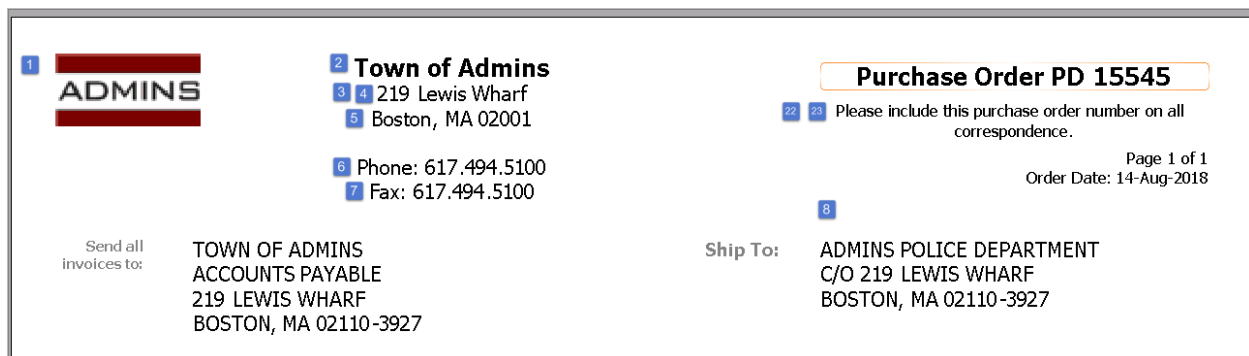 1
ADMINS
2 Town of Admins
3 4 219 Lewis Wharf
5 Boston, MA 02001
6 Phone: 617.494.5100
7 Fax: 617.494.5100
Purchase Order PD 15545
22 23 Please include this purchase order number on all
correspondence.
Page 1 of 1
Order Date: 14-Aug-2018
8
Send all
invoices to:
TOWN OF ADMINS
ACCOUNTS PAYABLE
219 LEWIS WHARF
BOSTON, MA 02110-3927
Ship To:
ADMINS POLICE DEPARTMENT
C/O 219 LEWIS WHARF
BOSTON, MA 02110-3927